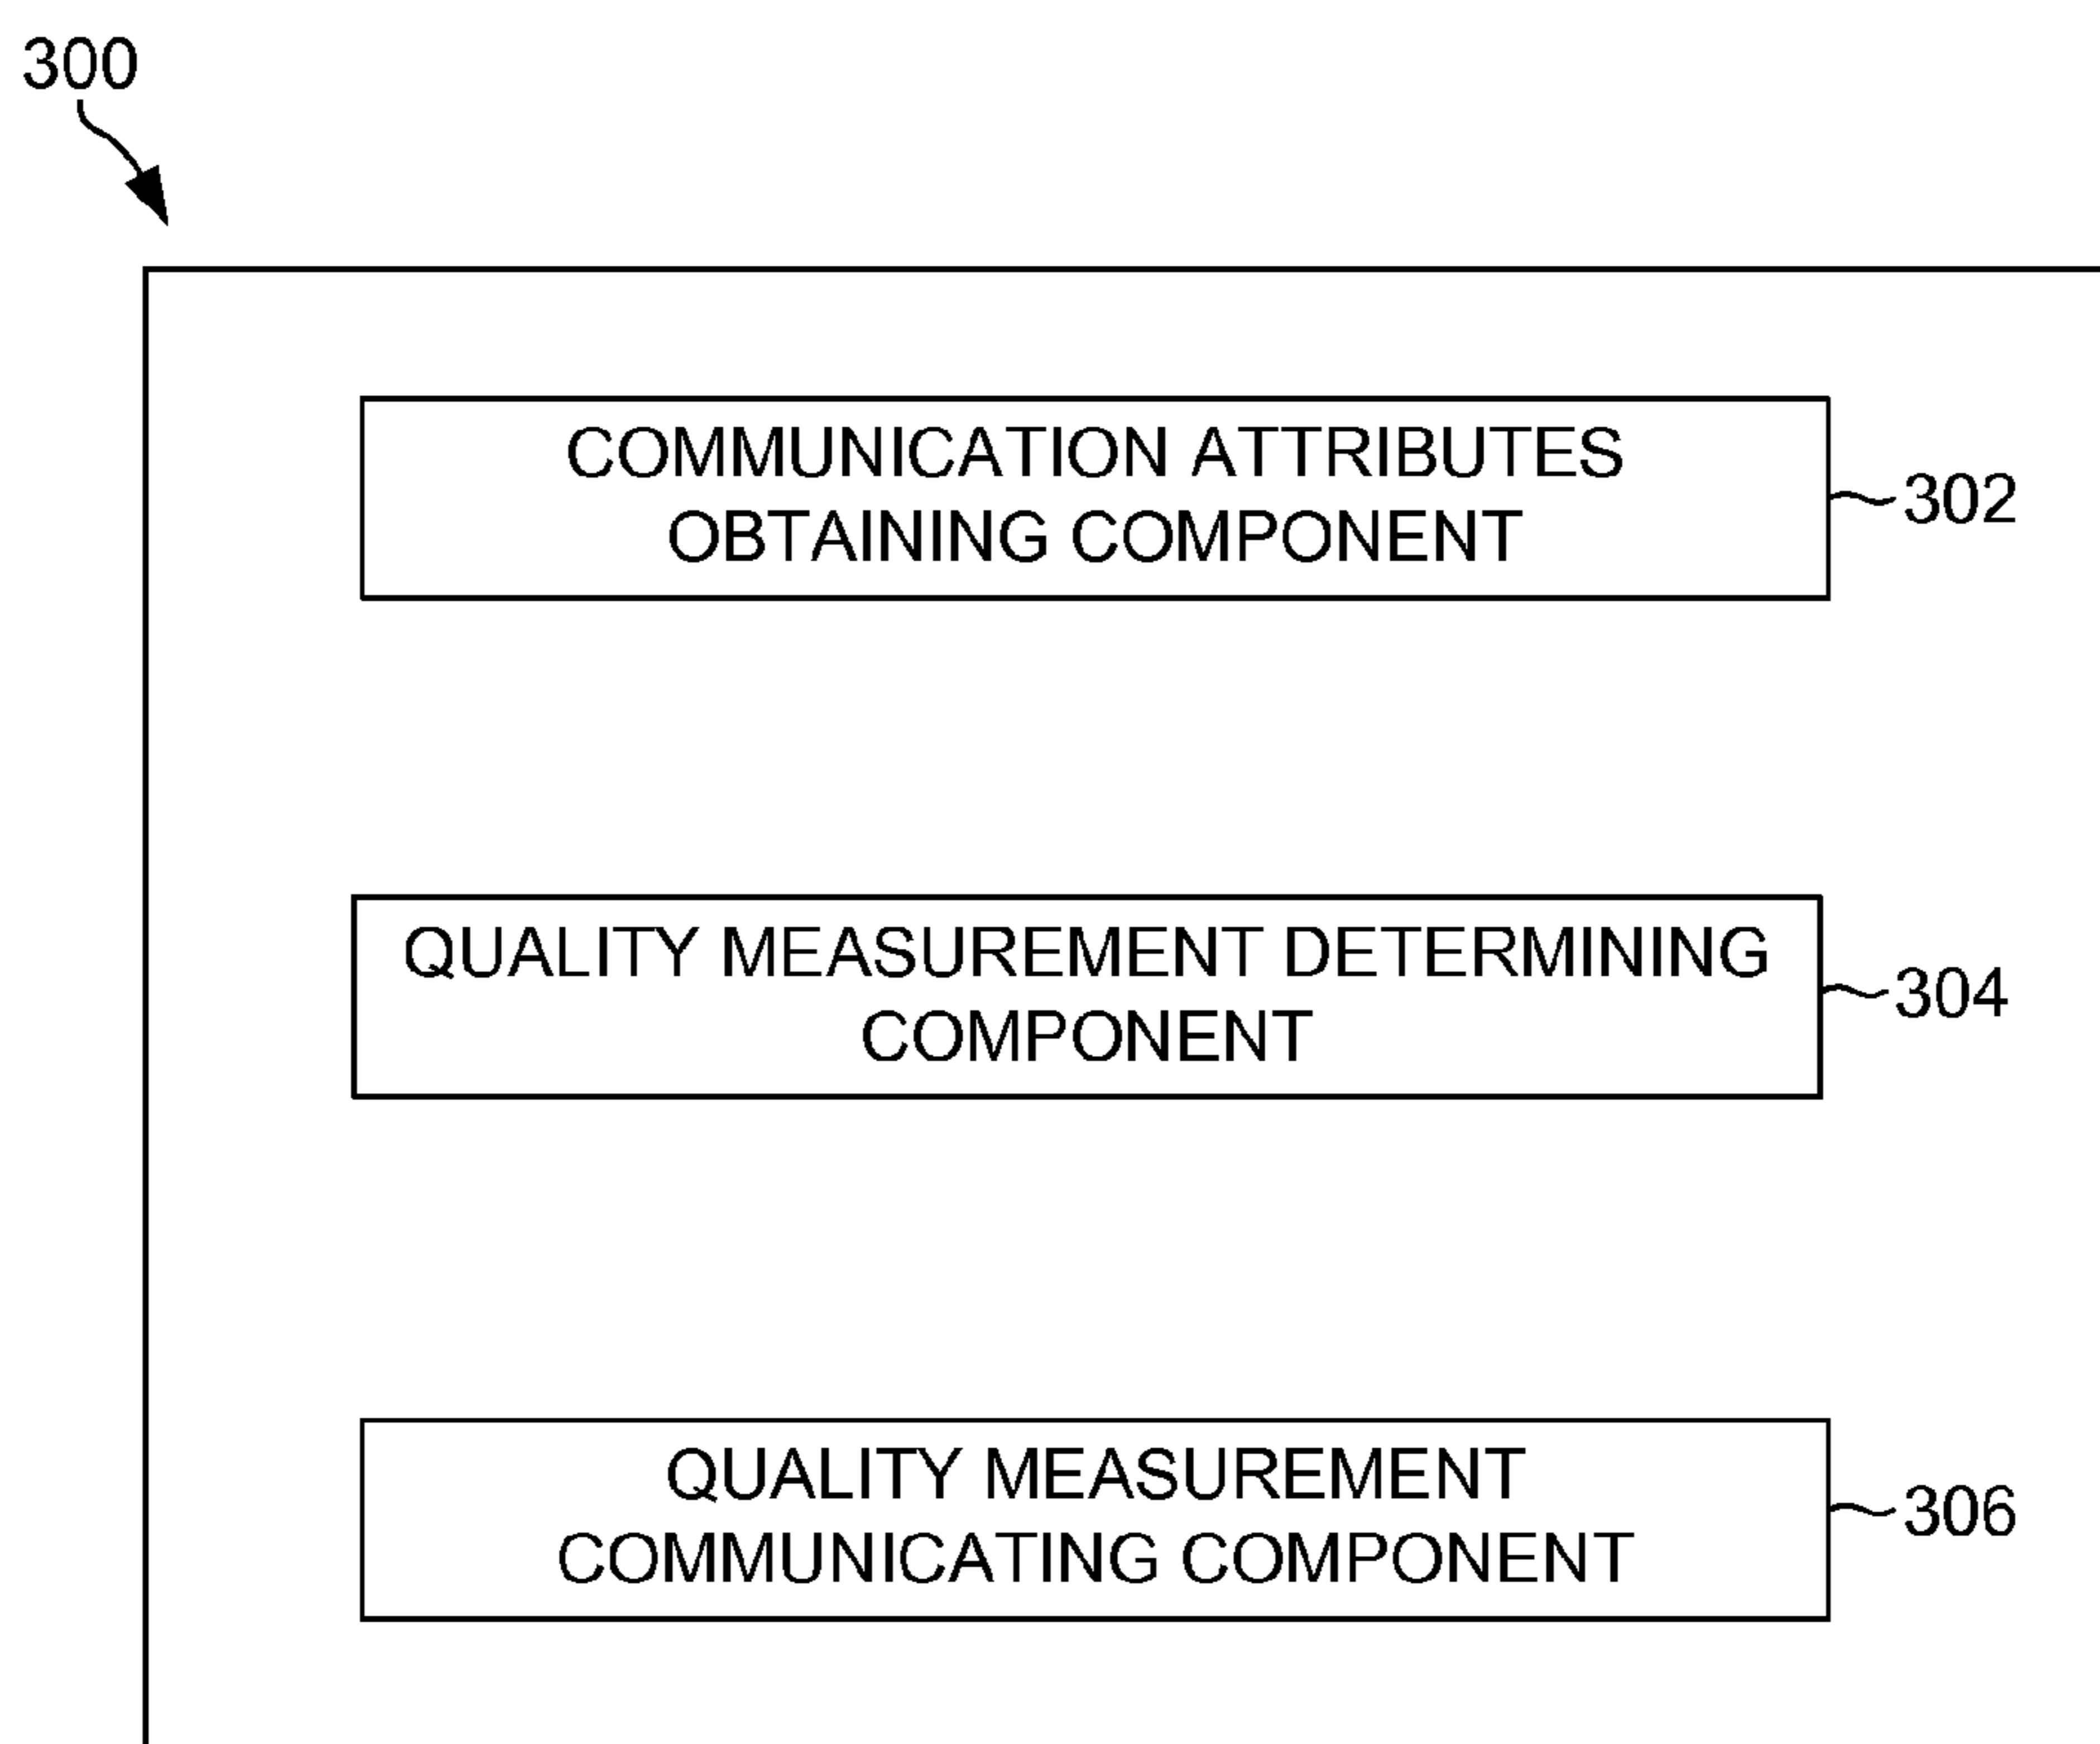 300
COMMUNICATION ATTRIBUTES
OBTAINING COMPONENT
302
QUALITY MEASUREMENT DETERMINING
COMPONENT
304
QUALITY MEASUREMENT
COMMUNICATING COMPONENT
306